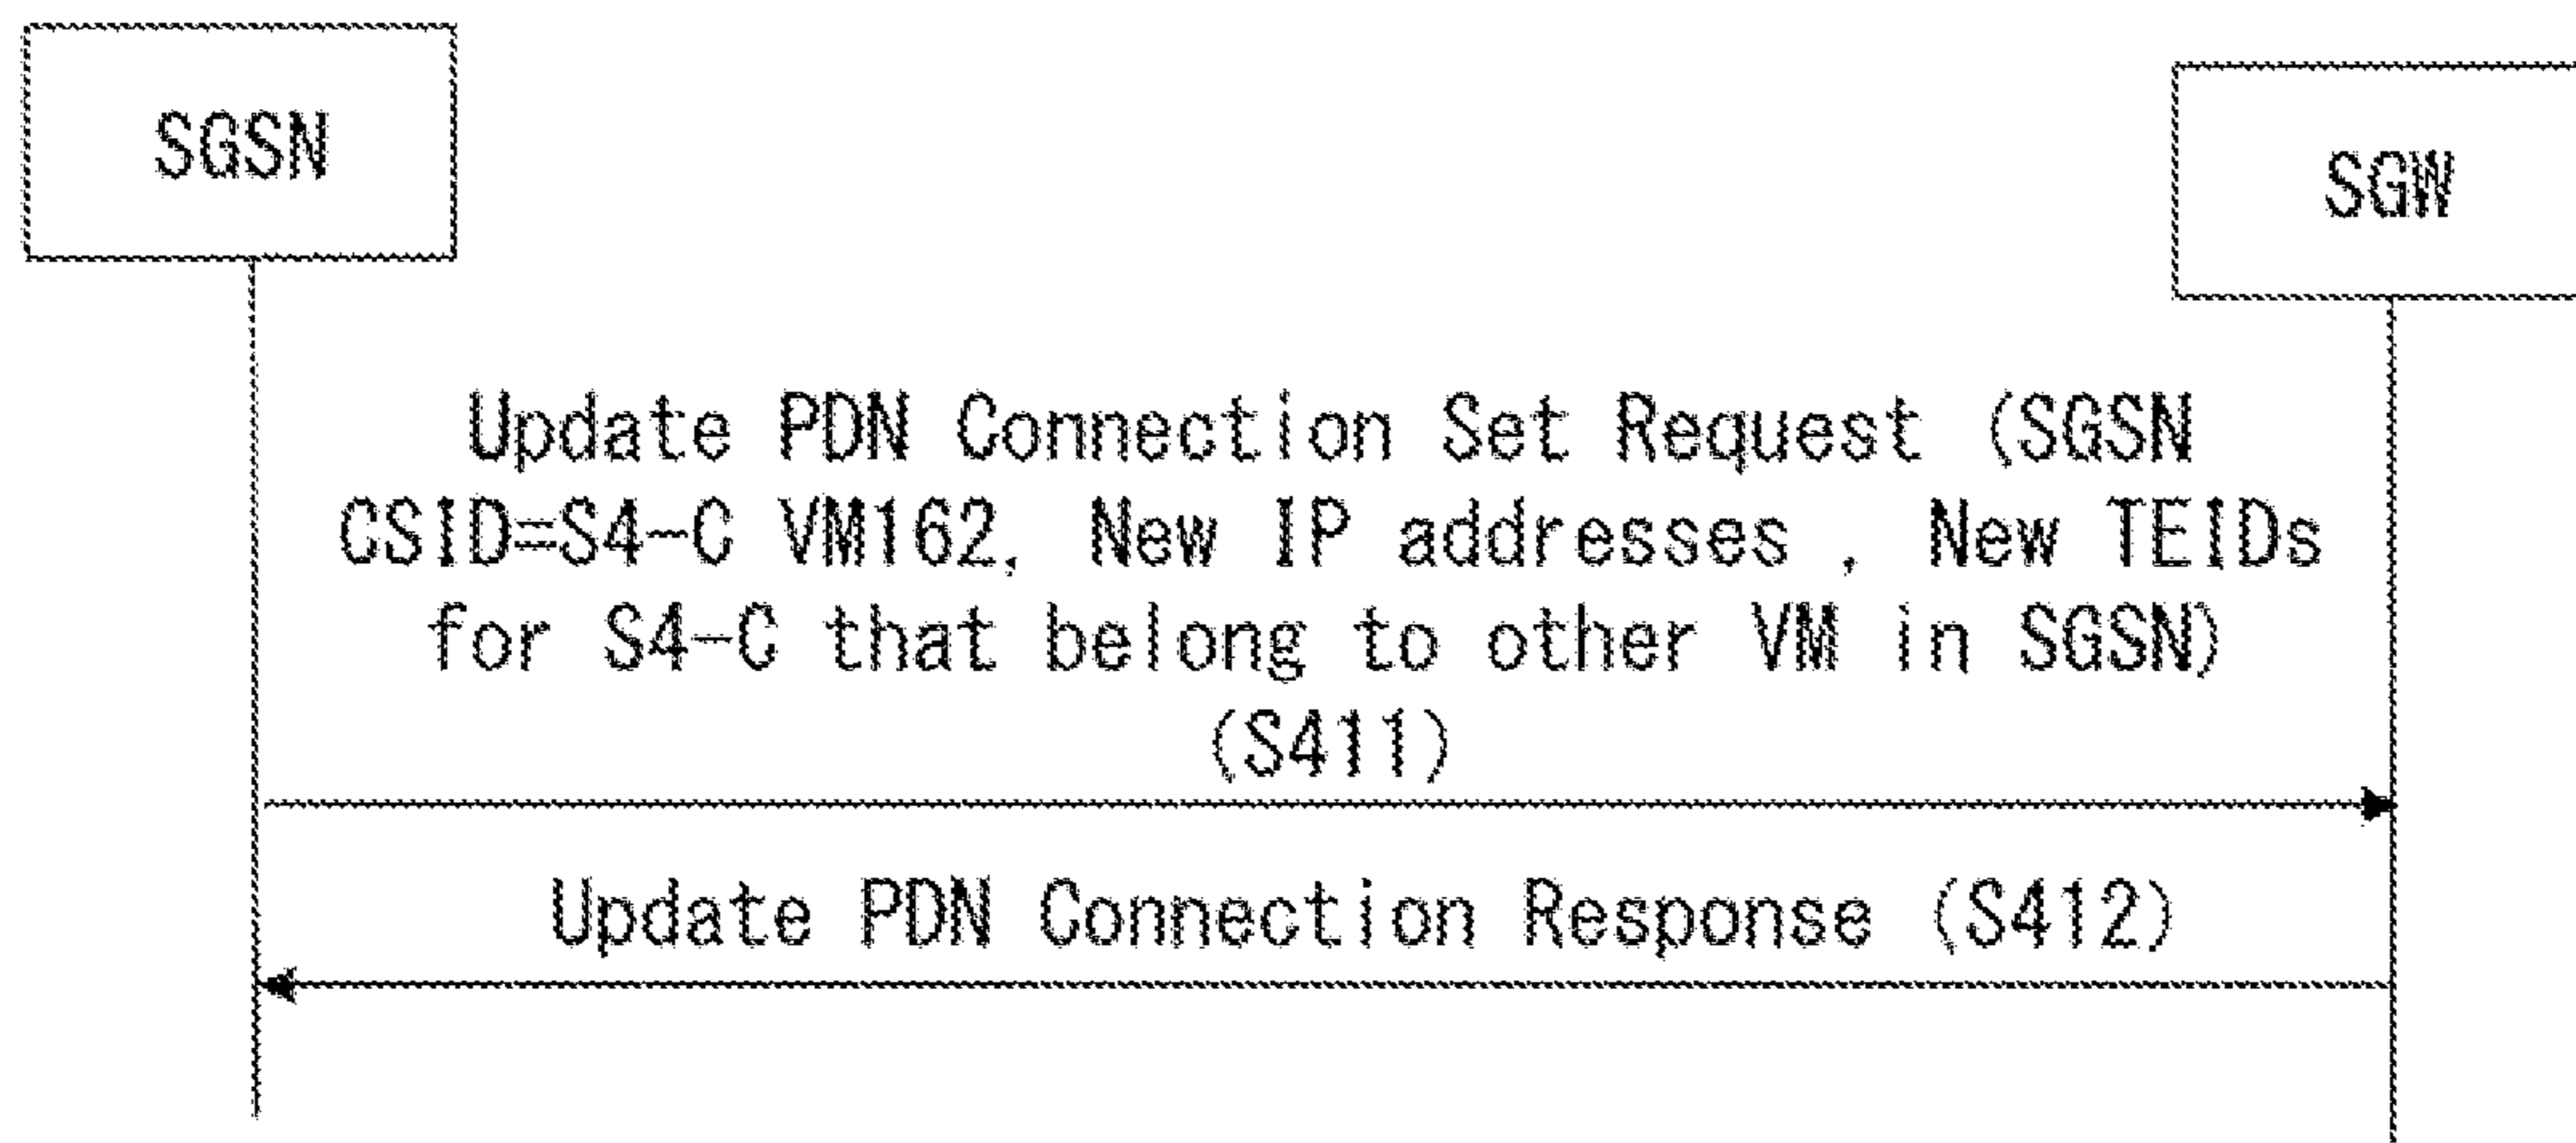 SGSN
SGW
Update PDN Connection Set Request (SGSN
CSID=S4-C VM162, New IP addresses , New TEIDs
for S4-C that belong to other VM in SGSN)
(S411)
Update PDN Connection Response (S412)